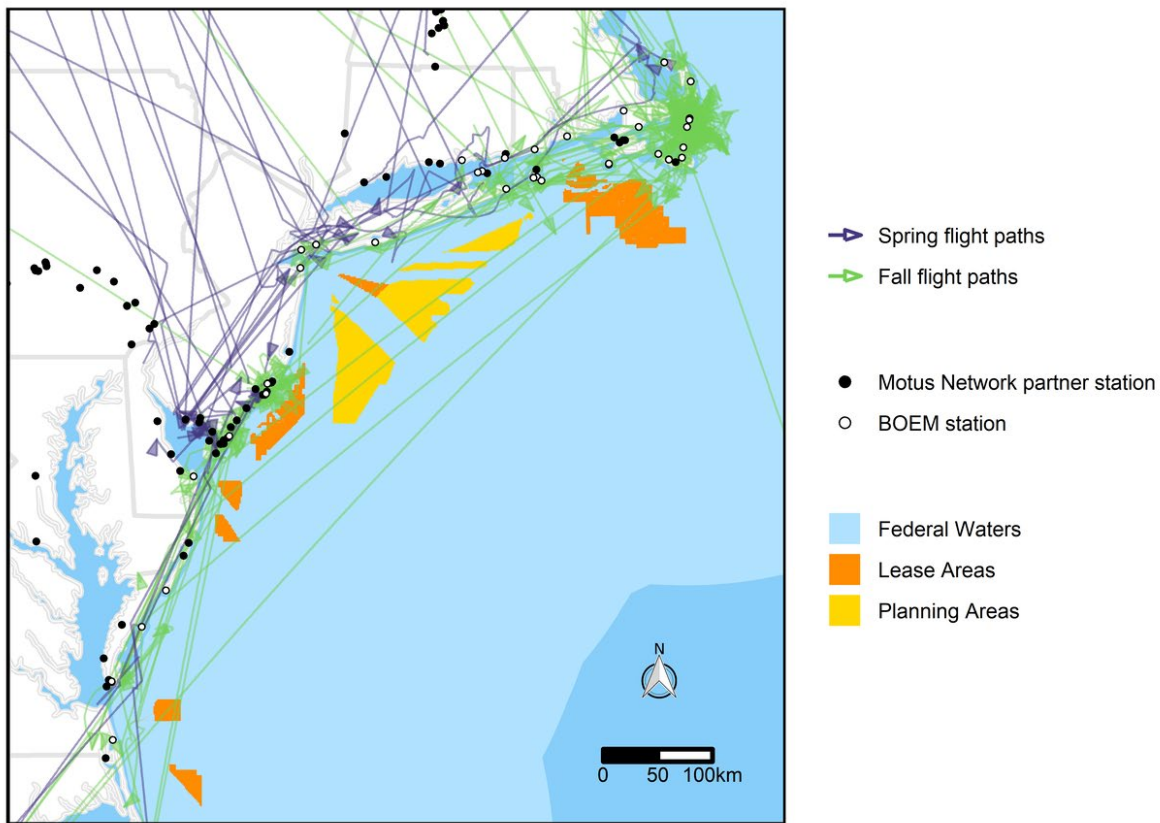 Spring flight paths
Fall flight paths
Motus Network partner station
BOEM station
Federal Waters
Lease Areas
Planning Areas
N
0 50 100km